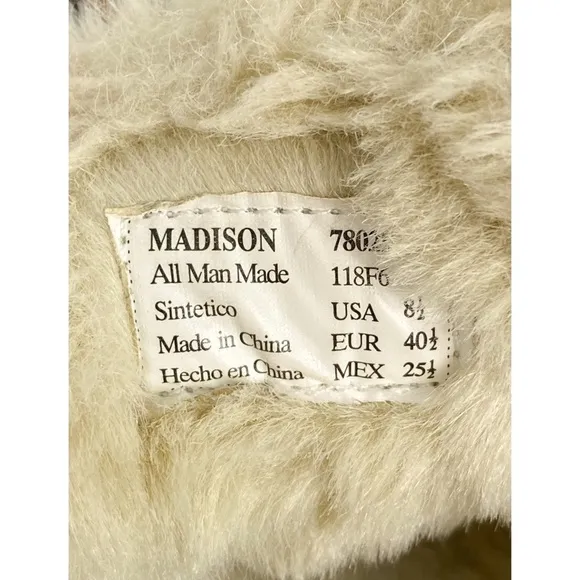 MADISON
All Man Made 118F6
Sintetico USA 8½
Made in China EUR 40½
Hecho en China MEX 25½